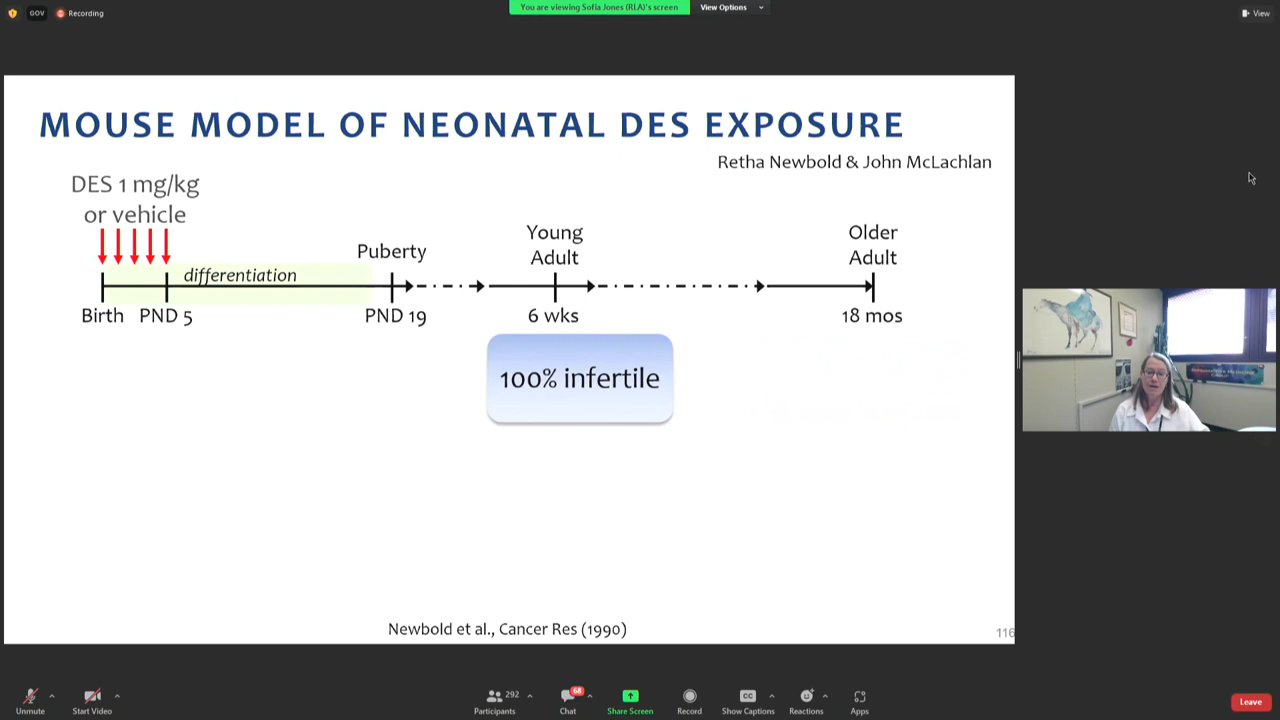 GOV
Recording
You are viewing Sofia Jones (RLA)'s screen
View Options
View
MOUSE MODEL OF NEONATAL DES EXPOSURE
Retha Newbold & John McLachlan
DES 1 mg/kg
or vehicle
differentiation
Puberty
Young
Adult
Older
Adult
Birth
PND 5
PND 19
6 wks
18 mos
100% infertile
Newbold et al., Cancer Res (1990)
116
Unmute
Start Video
292
Participants
68
Chat
Share Screen
Record
CC
Show Captions
Reactions
Apps
Leave